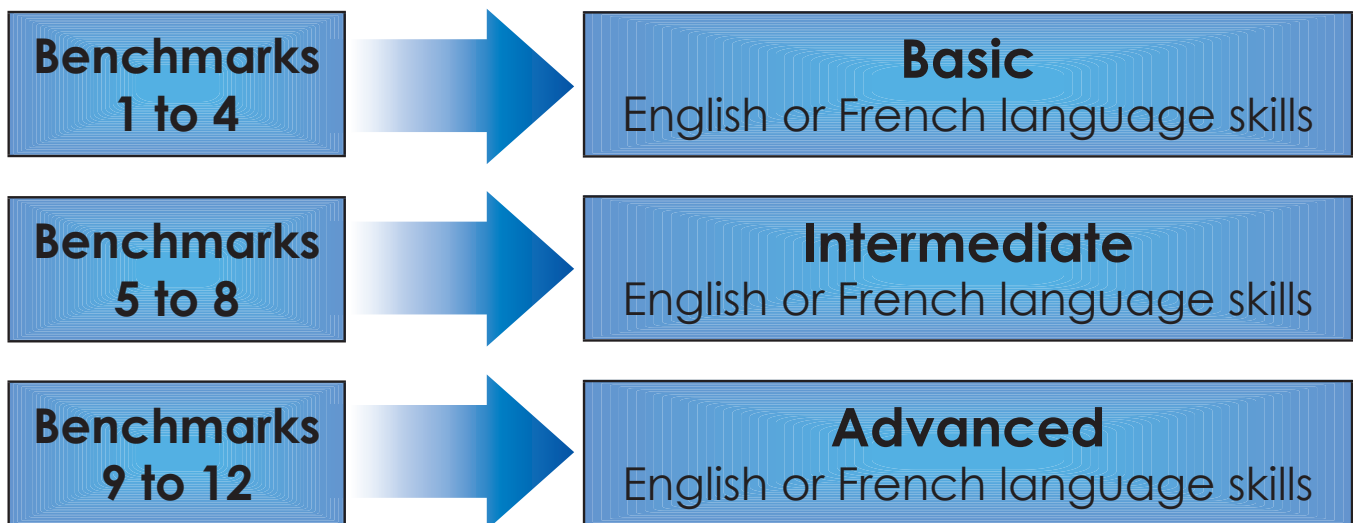 Benchmarks
1 to 4
Basic
English or French language skills
Benchmarks
5 to 8
Intermediate
English or French language skills
Benchmarks
9 to 12
Advanced
English or French language skills